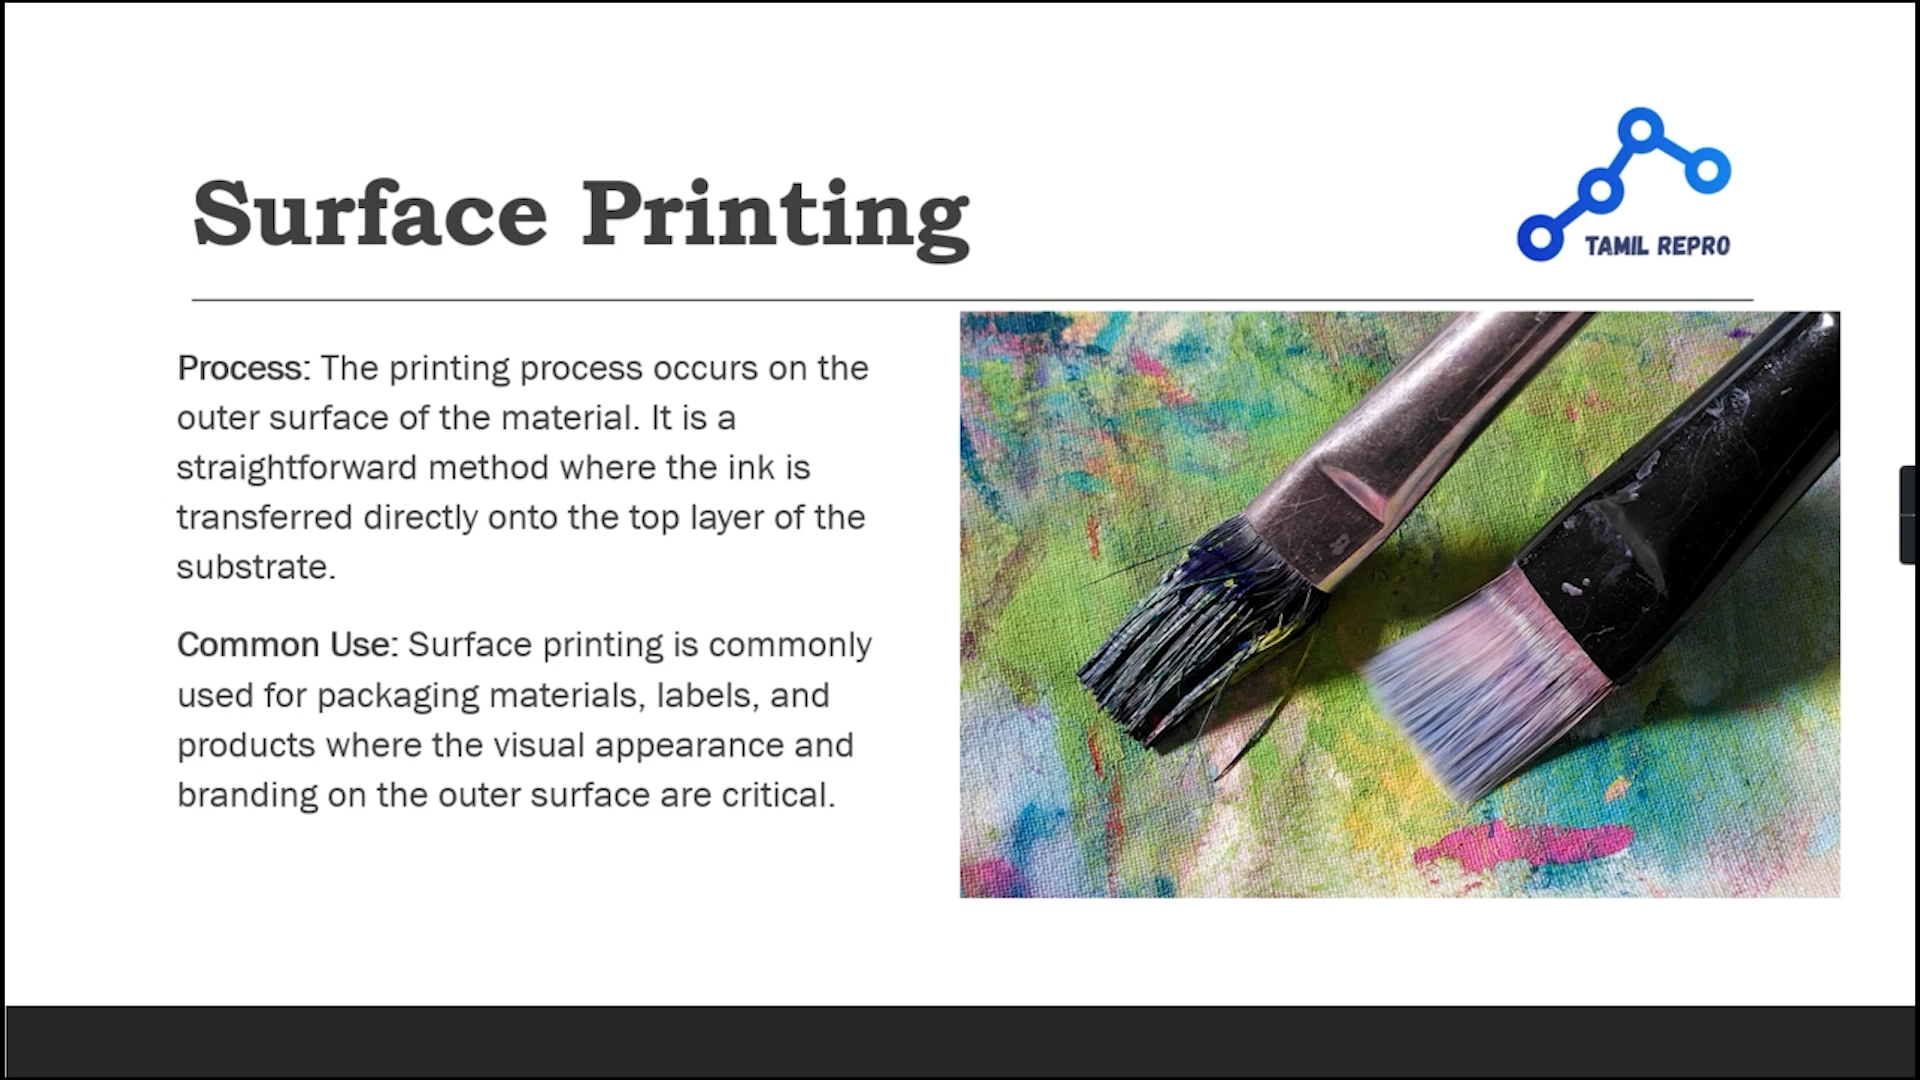 Surface Printing
TAMIL REPRO
Process: The printing process occurs on the
outer surface of the material. It is a
straightforward method where the ink is
transferred directly onto the top layer of the
substrate.
Common Use: Surface printing is commonly
used for packaging materials, labels, and
products where the visual appearance and
branding on the outer surface are critical.